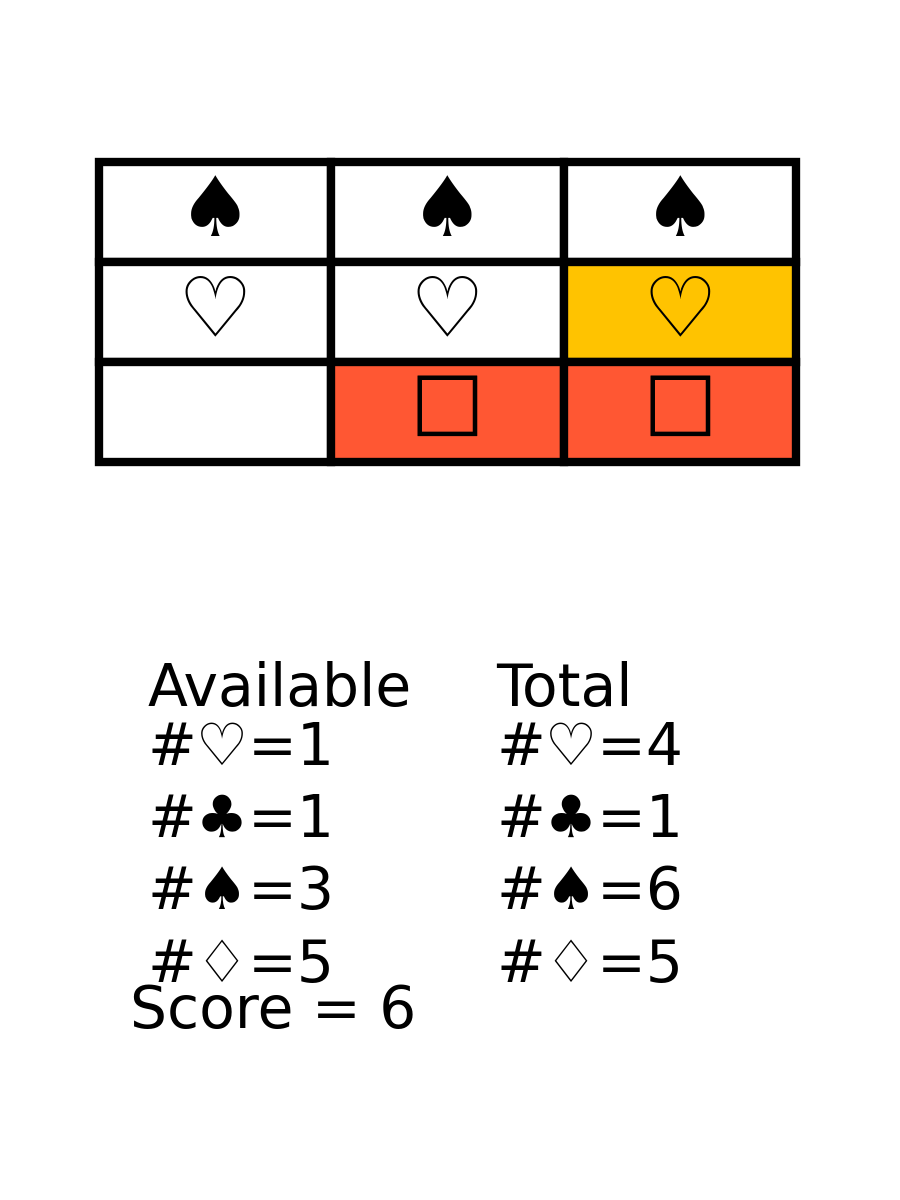 ♠ ♠ ♠
♡ ♡ ♡
□ □
Available Total
#♡=1 #♡=4
#♣=1 #♣=1
#♠=3 #♠=6
#♢=5 #♢=5
Score = 6